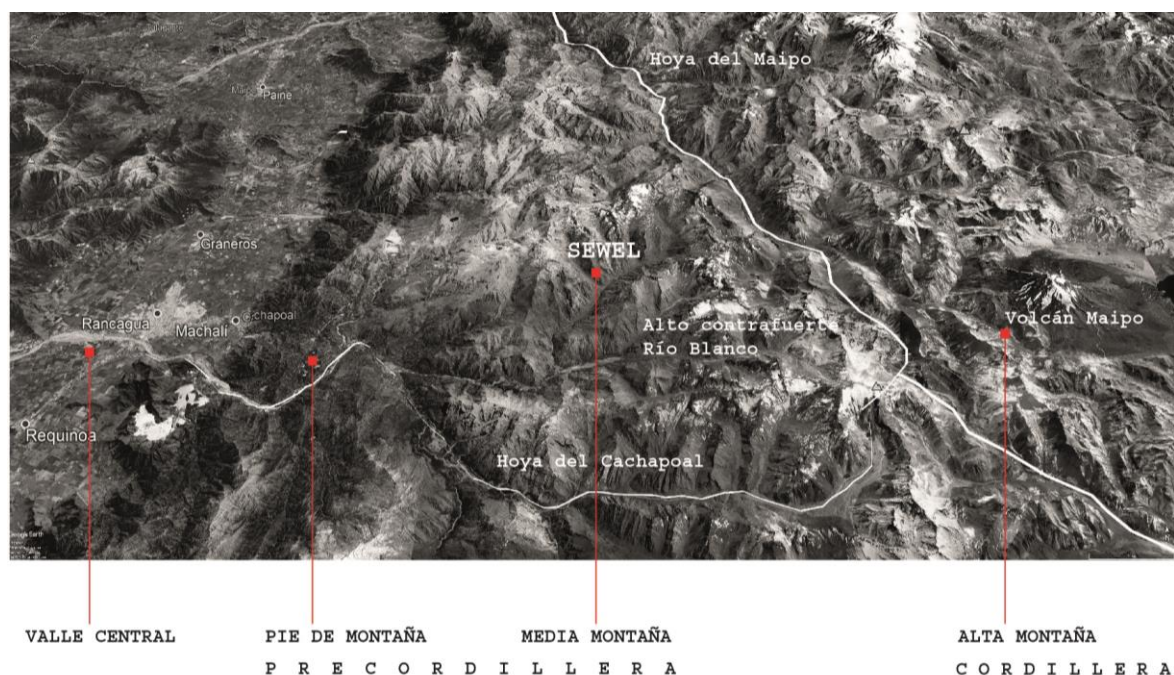 Hoya del Maipo
Paine
Graneros
SEWEL
Rancagua
Machalí
Alto contrafuerte
Río Blanco
Volcán Maipo
Requinoa
Hoya del Cachapoal
VALLE CENTRAL
PIE DE MONTAÑA
MEDIA MONTAÑA
ALTA MONTAÑA
P R E C O R D I L L L E R A
C O R D I L L E R A